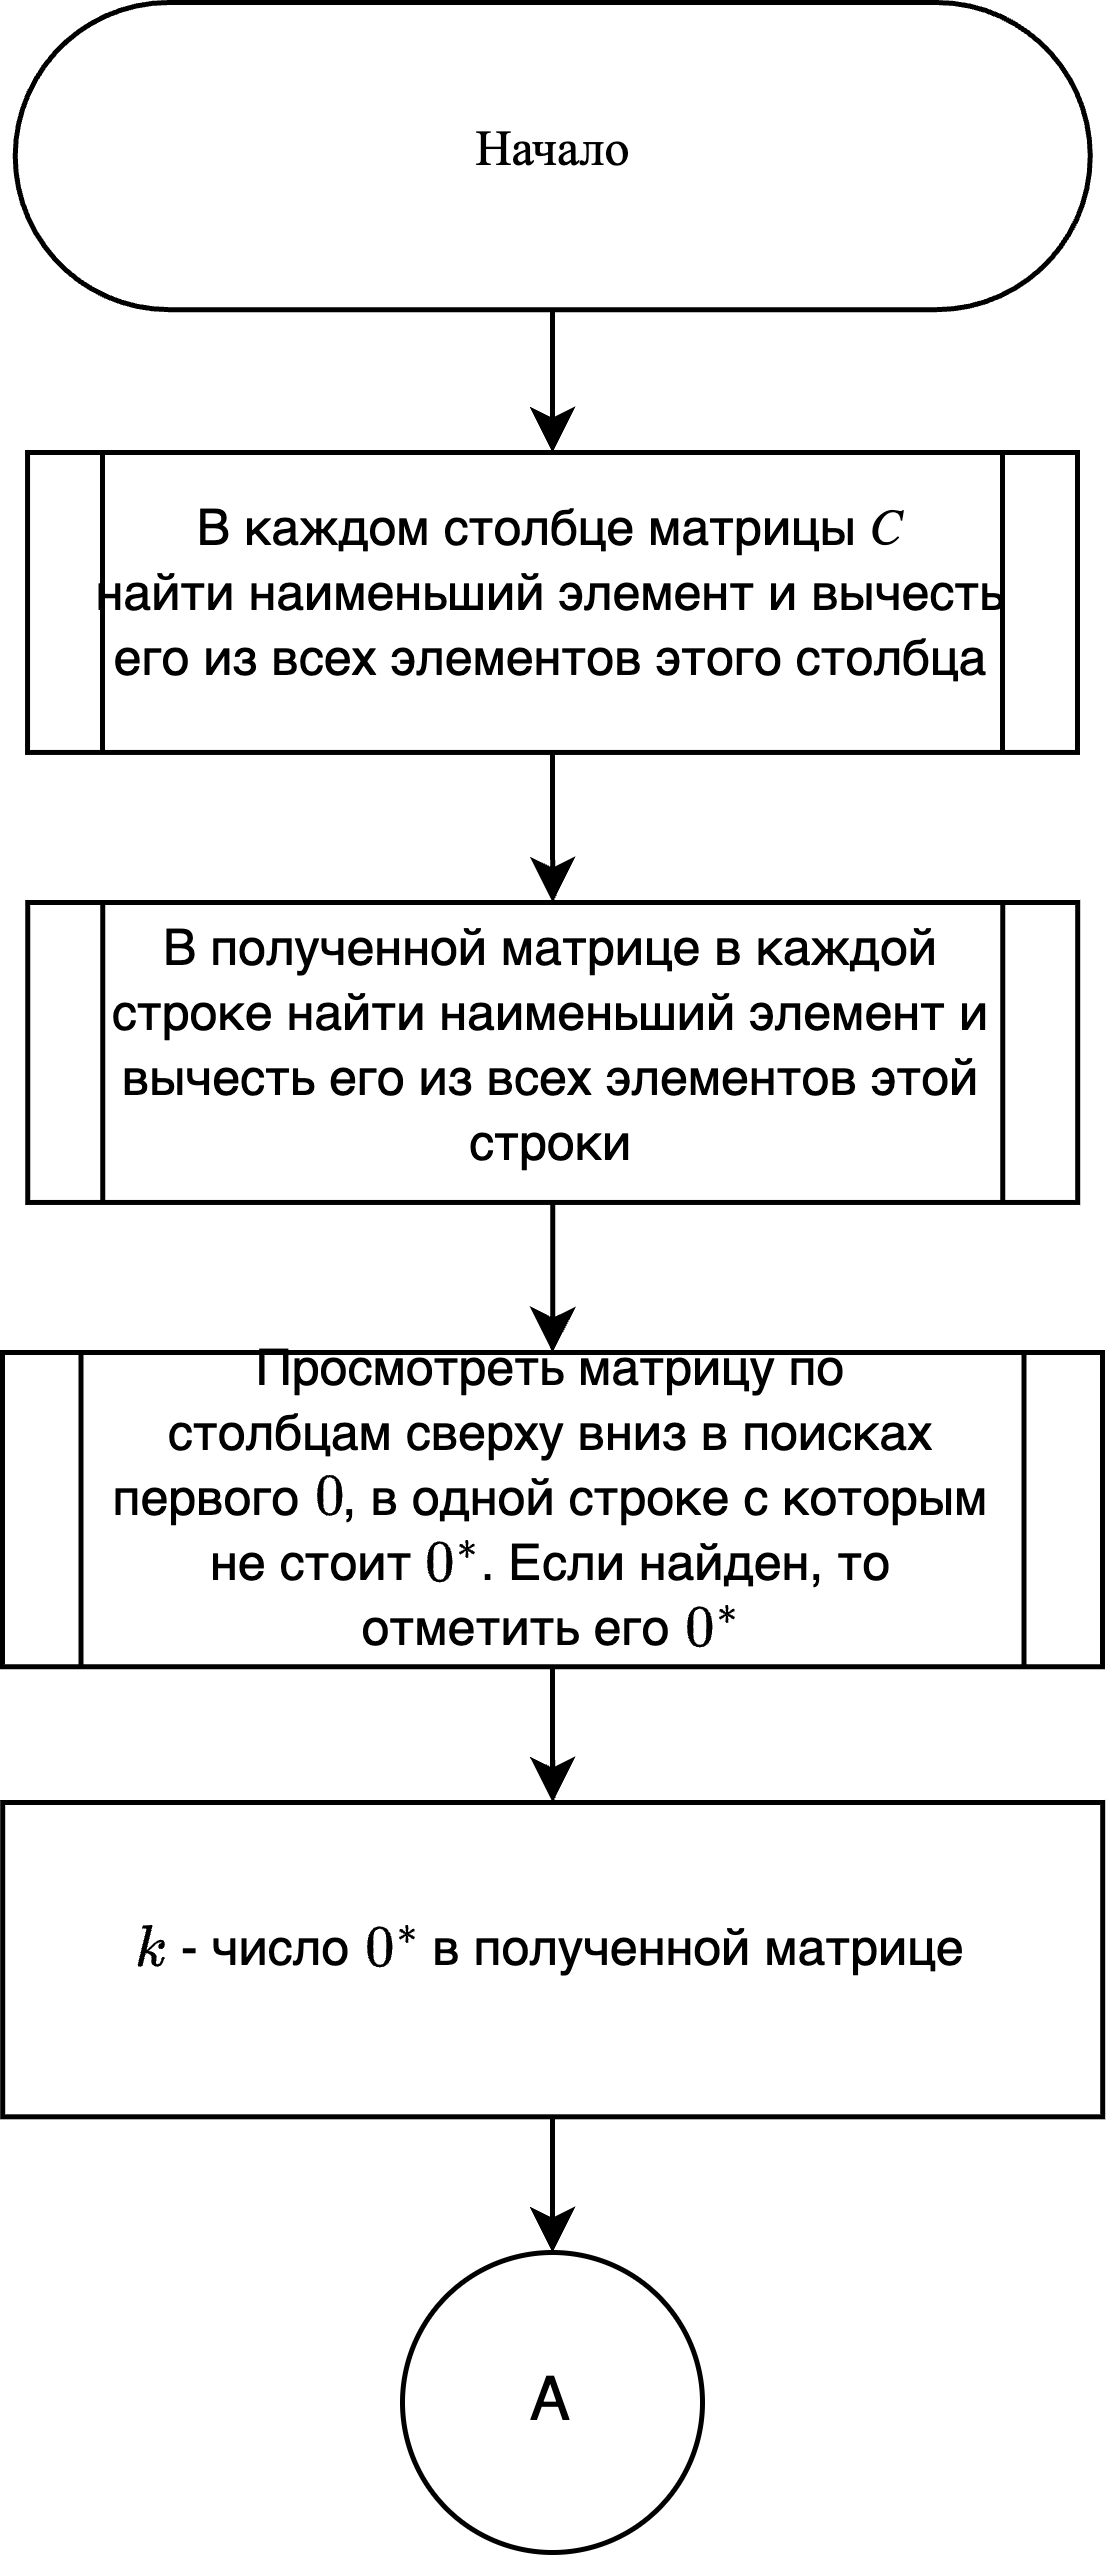 Начало
В каждом столбце матрицы C
найти наименьший элемент и вычесть
его из всех элементов этого столбца
В полученной матрице в каждой
строке найти наименьший элемент и
вычесть его из всех элементов этой
строки
Просмотреть матрицу по
столбцам сверху вниз в поисках
первого 0, в одной строке с которым
не стоит 0*. Если найден, то
отметить его 0*
k - число 0* в полученной матрице
А